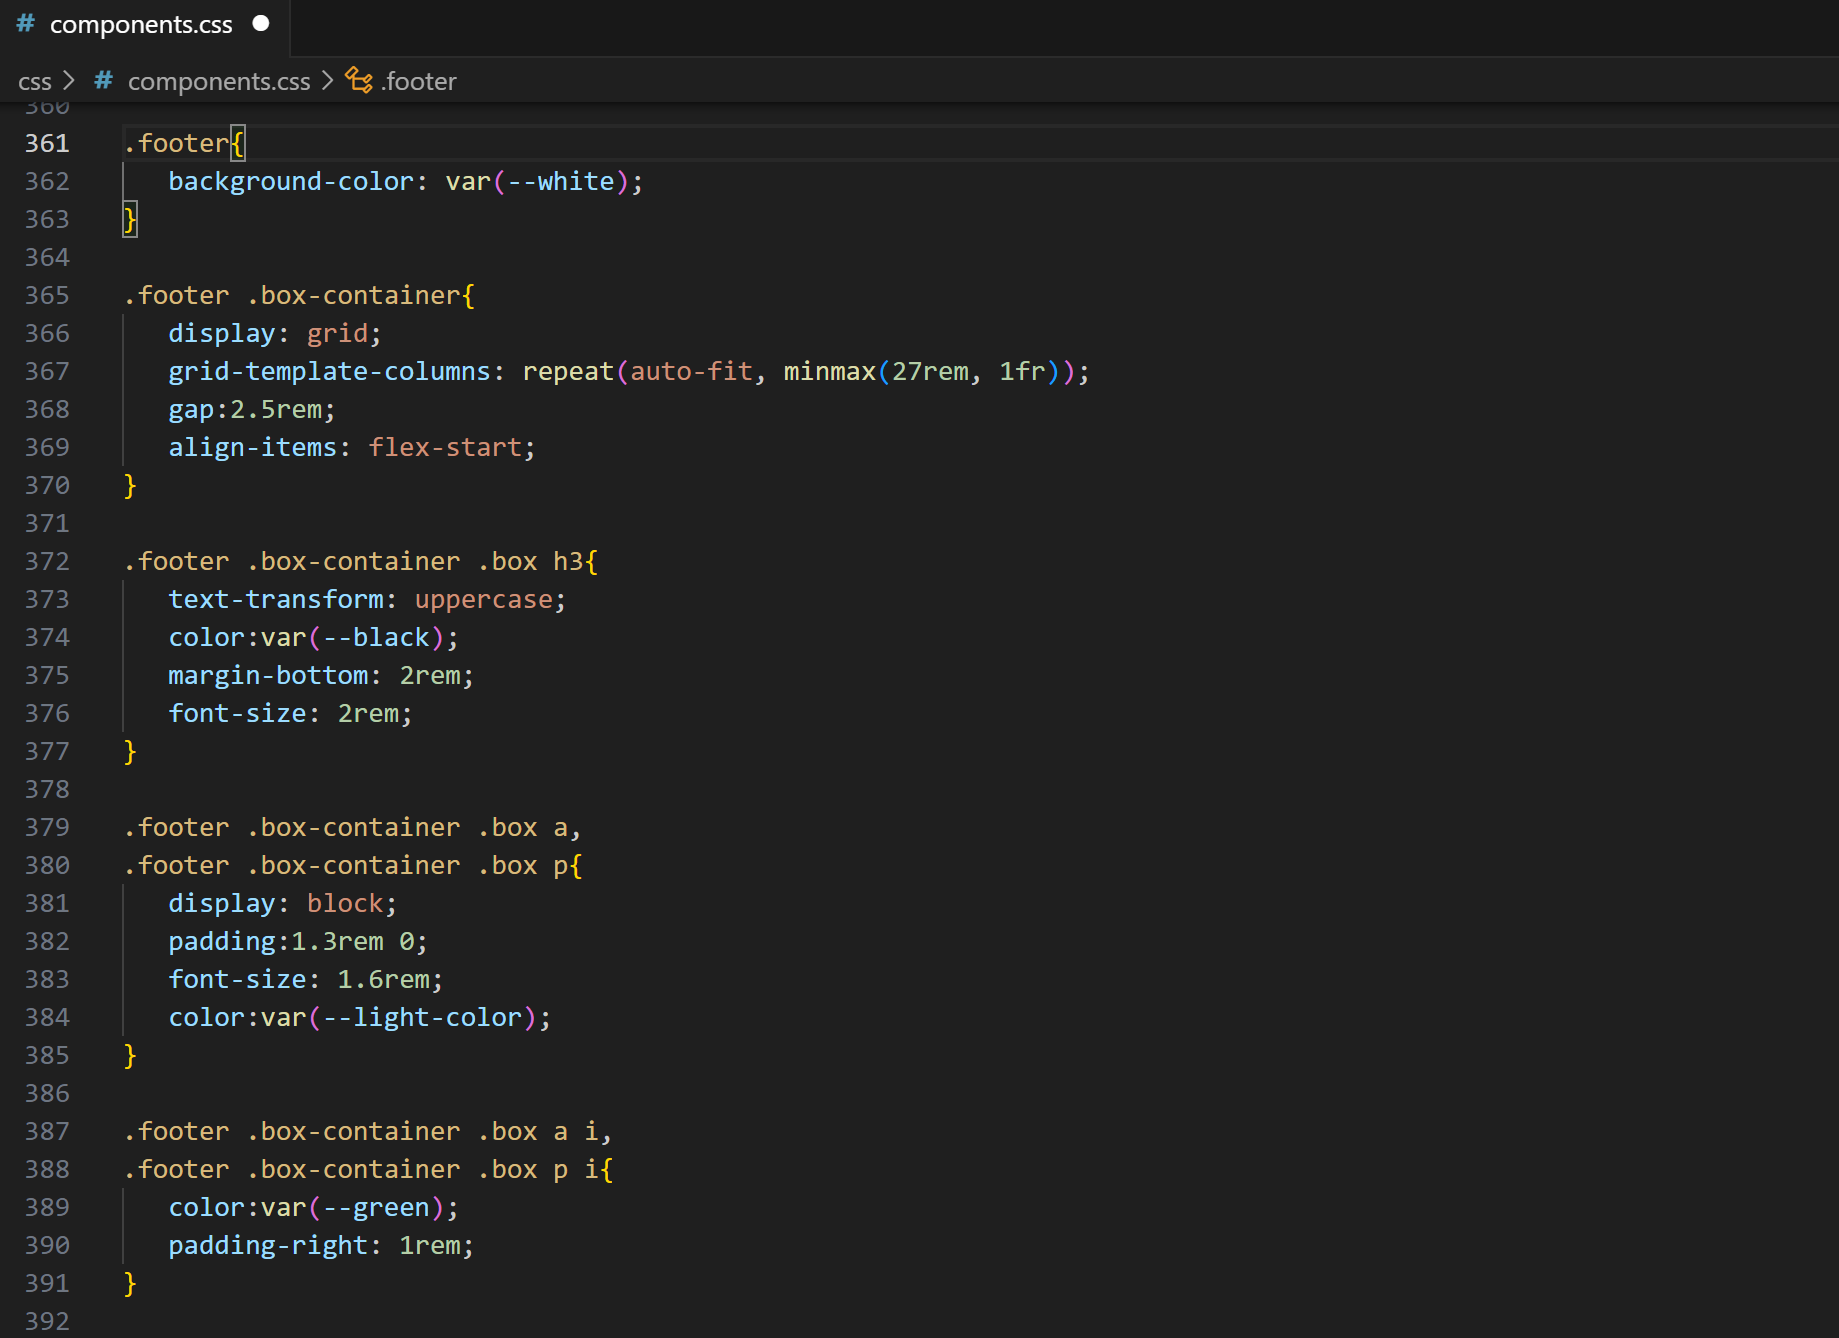 # components.css
css > # components.css > .footer
360
361 .footer{
362    background-color: var(--white);
363 }
364
365 .footer .box-container{
366    display: grid;
367    grid-template-columns: repeat(auto-fit, minmax(27rem, 1fr));
368    gap:2.5rem;
369    align-items: flex-start;
370 }
371
372 .footer .box-container .box h3{
373    text-transform: uppercase;
374    color:var(--black);
375    margin-bottom: 2rem;
376    font-size: 2rem;
377 }
378
379 .footer .box-container .box a,
380 .footer .box-container .box p{
381    display: block;
382    padding:1.3rem 0;
383    font-size: 1.6rem;
384    color:var(--light-color);
385 }
386
387 .footer .box-container .box a i,
388 .footer .box-container .box p i{
389    color:var(--green);
390    padding-right: 1rem;
391 }
392